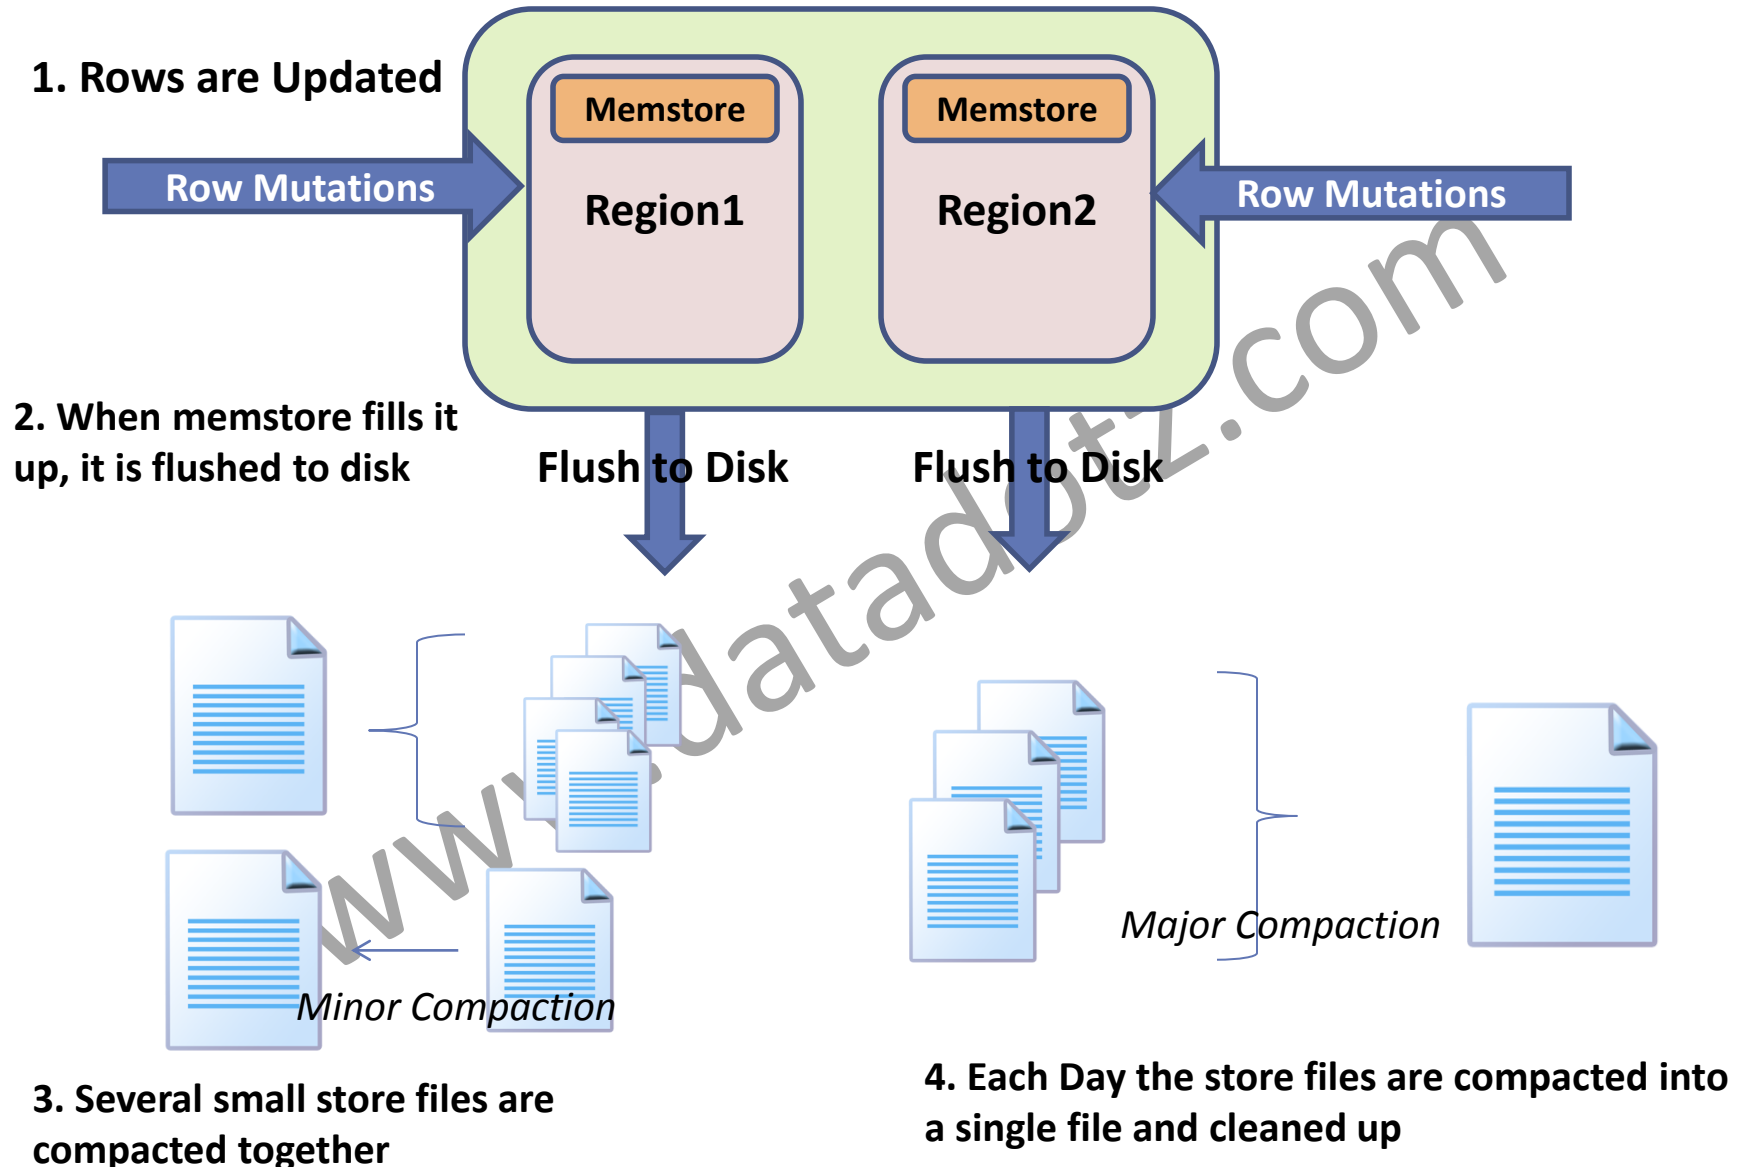 1. Rows are Updated
Memstore
Memstore
Row Mutations
Region1
Region2
Row Mutations
2. When memstore fills it
up, it is flushed to disk
Flush to Disk
Flush to Disk
www.datadotz.com
Minor Compaction
Major Compaction
3. Several small store files are
compacted together
4. Each Day the store files are compacted into
a single file and cleaned up